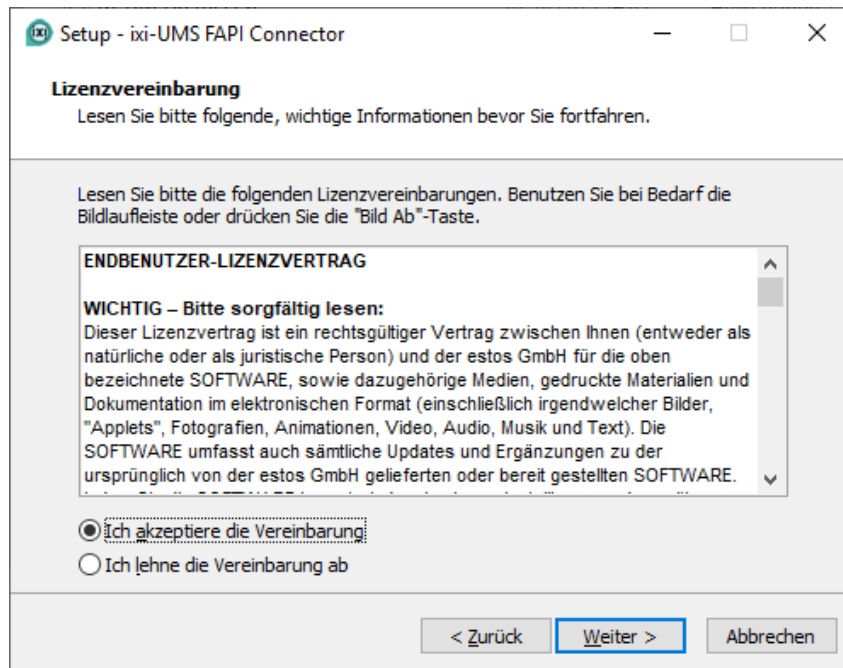 ixi
Setup - ixi-UMS FAPI Connector
Lizenzvereinbarung
Lesen Sie bitte folgende, wichtige Informationen bevor Sie fortfahren.
Lesen Sie bitte die folgenden Lizenzvereinbarungen. Benutzen Sie bei Bedarf die
Bildlaufleiste oder drücken Sie die "Bild Ab"-Taste.
ENDBENUTZER-LIZENZVERTRAG
WICHTIG – Bitte sorgfältig lesen:
Dieser Lizenzvertrag ist ein rechtsgültiger Vertrag zwischen Ihnen (entweder als
natürliche oder als juristische Person) und der estos GmbH für die oben
bezeichnete SOFTWARE, sowie dazugehörige Medien, gedruckte Materialien und
Dokumentation im elektronischen Format (einschließlich irgendwelcher Bilder,
"Applets", Fotografien, Animationen, Video, Audio, Musik und Text). Die
SOFTWARE umfasst auch sämtliche Updates und Ergänzungen zu der
ursprünglich von der estos GmbH gelieferten oder bereit gestellten SOFTWARE.
Ich akzeptiere die Vereinbarung
Ich lehne die Vereinbarung ab
< Zurück
Weiter >
Abbrechen